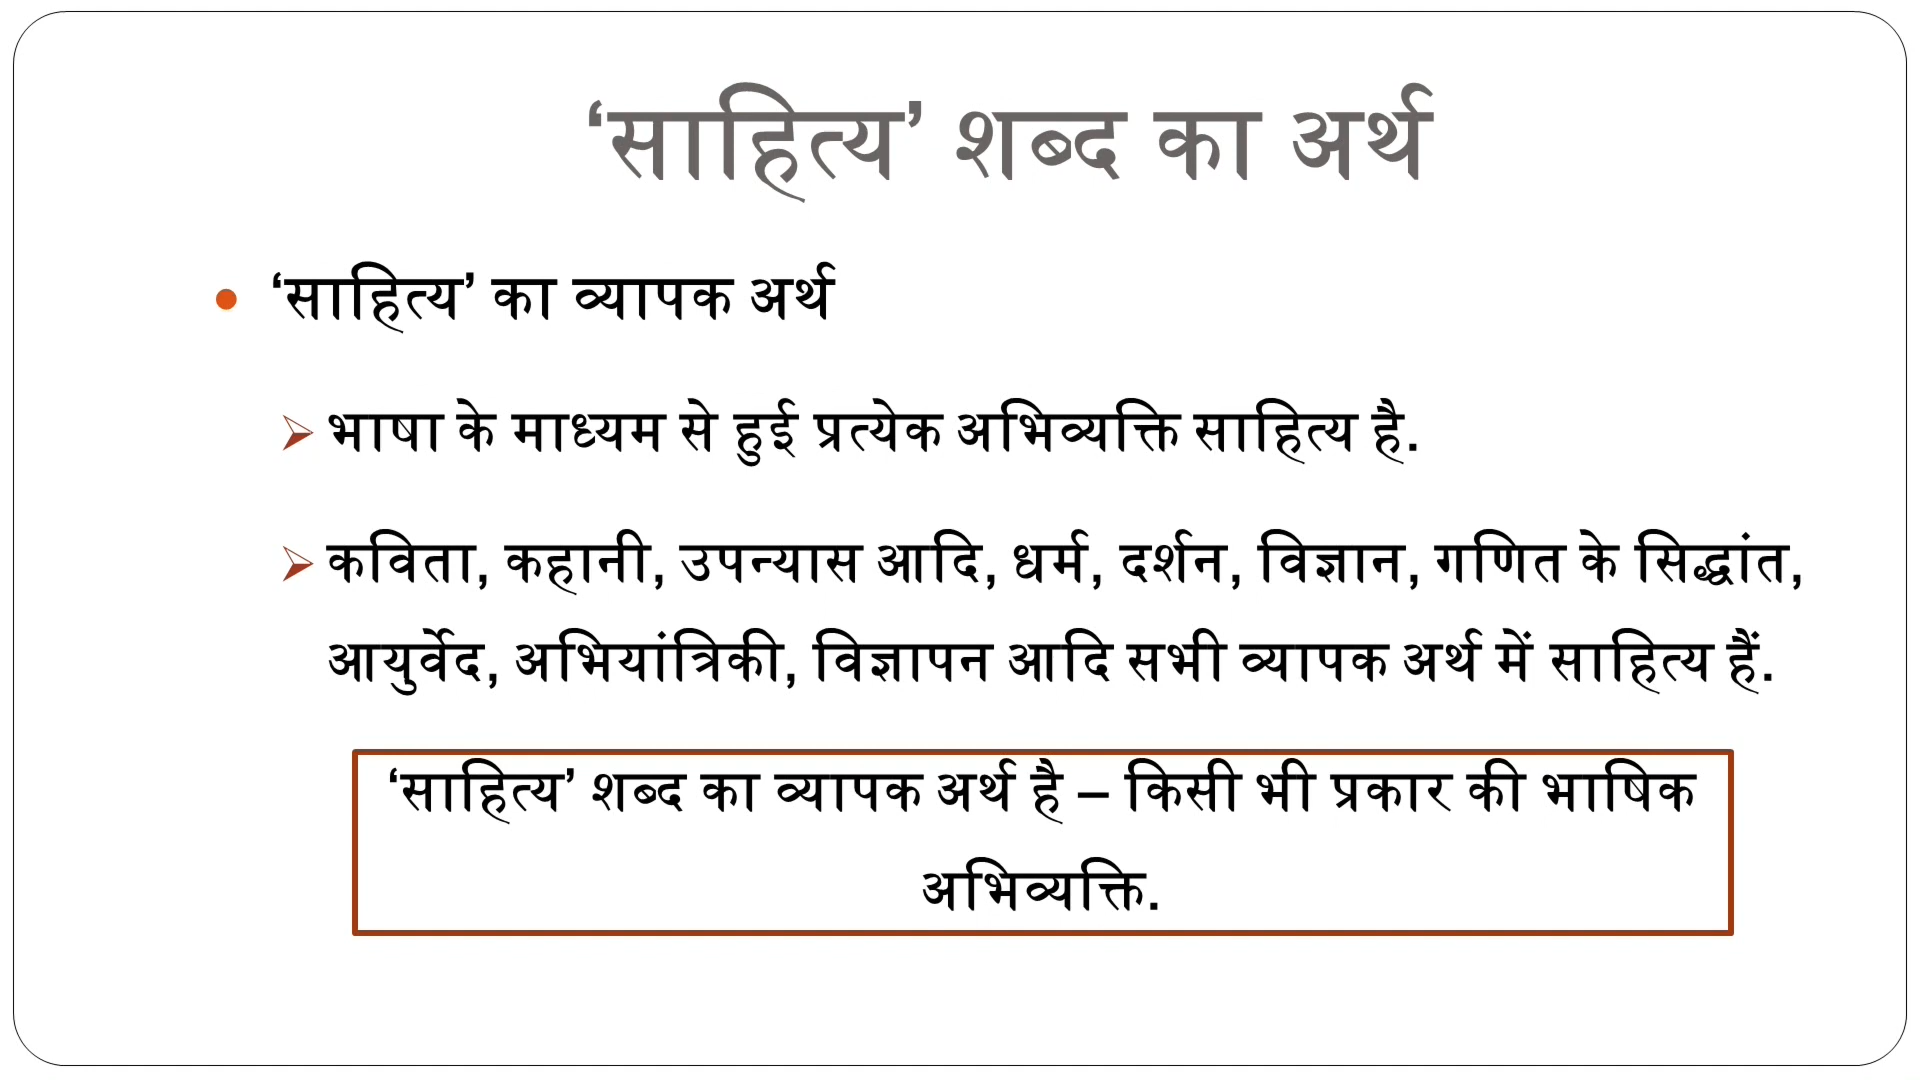 ‘साहित्य’ शब्द का अर्थ
‘साहित्य’ का व्यापक अर्थ
भाषा के माध्यम से हुई प्रत्येक अभिव्यक्ति साहित्य है.
कविता, कहानी, उपन्यास आदि, धर्म, दर्शन, विज्ञान, गणित के सिद्धांत,
आयुर्वेद, अभियांत्रिकी, विज्ञापन आदि सभी व्यापक अर्थ में साहित्य हैं.
‘साहित्य’ शब्द का व्यापक अर्थ है – किसी भी प्रकार की भाषिक
अभिव्यक्ति.